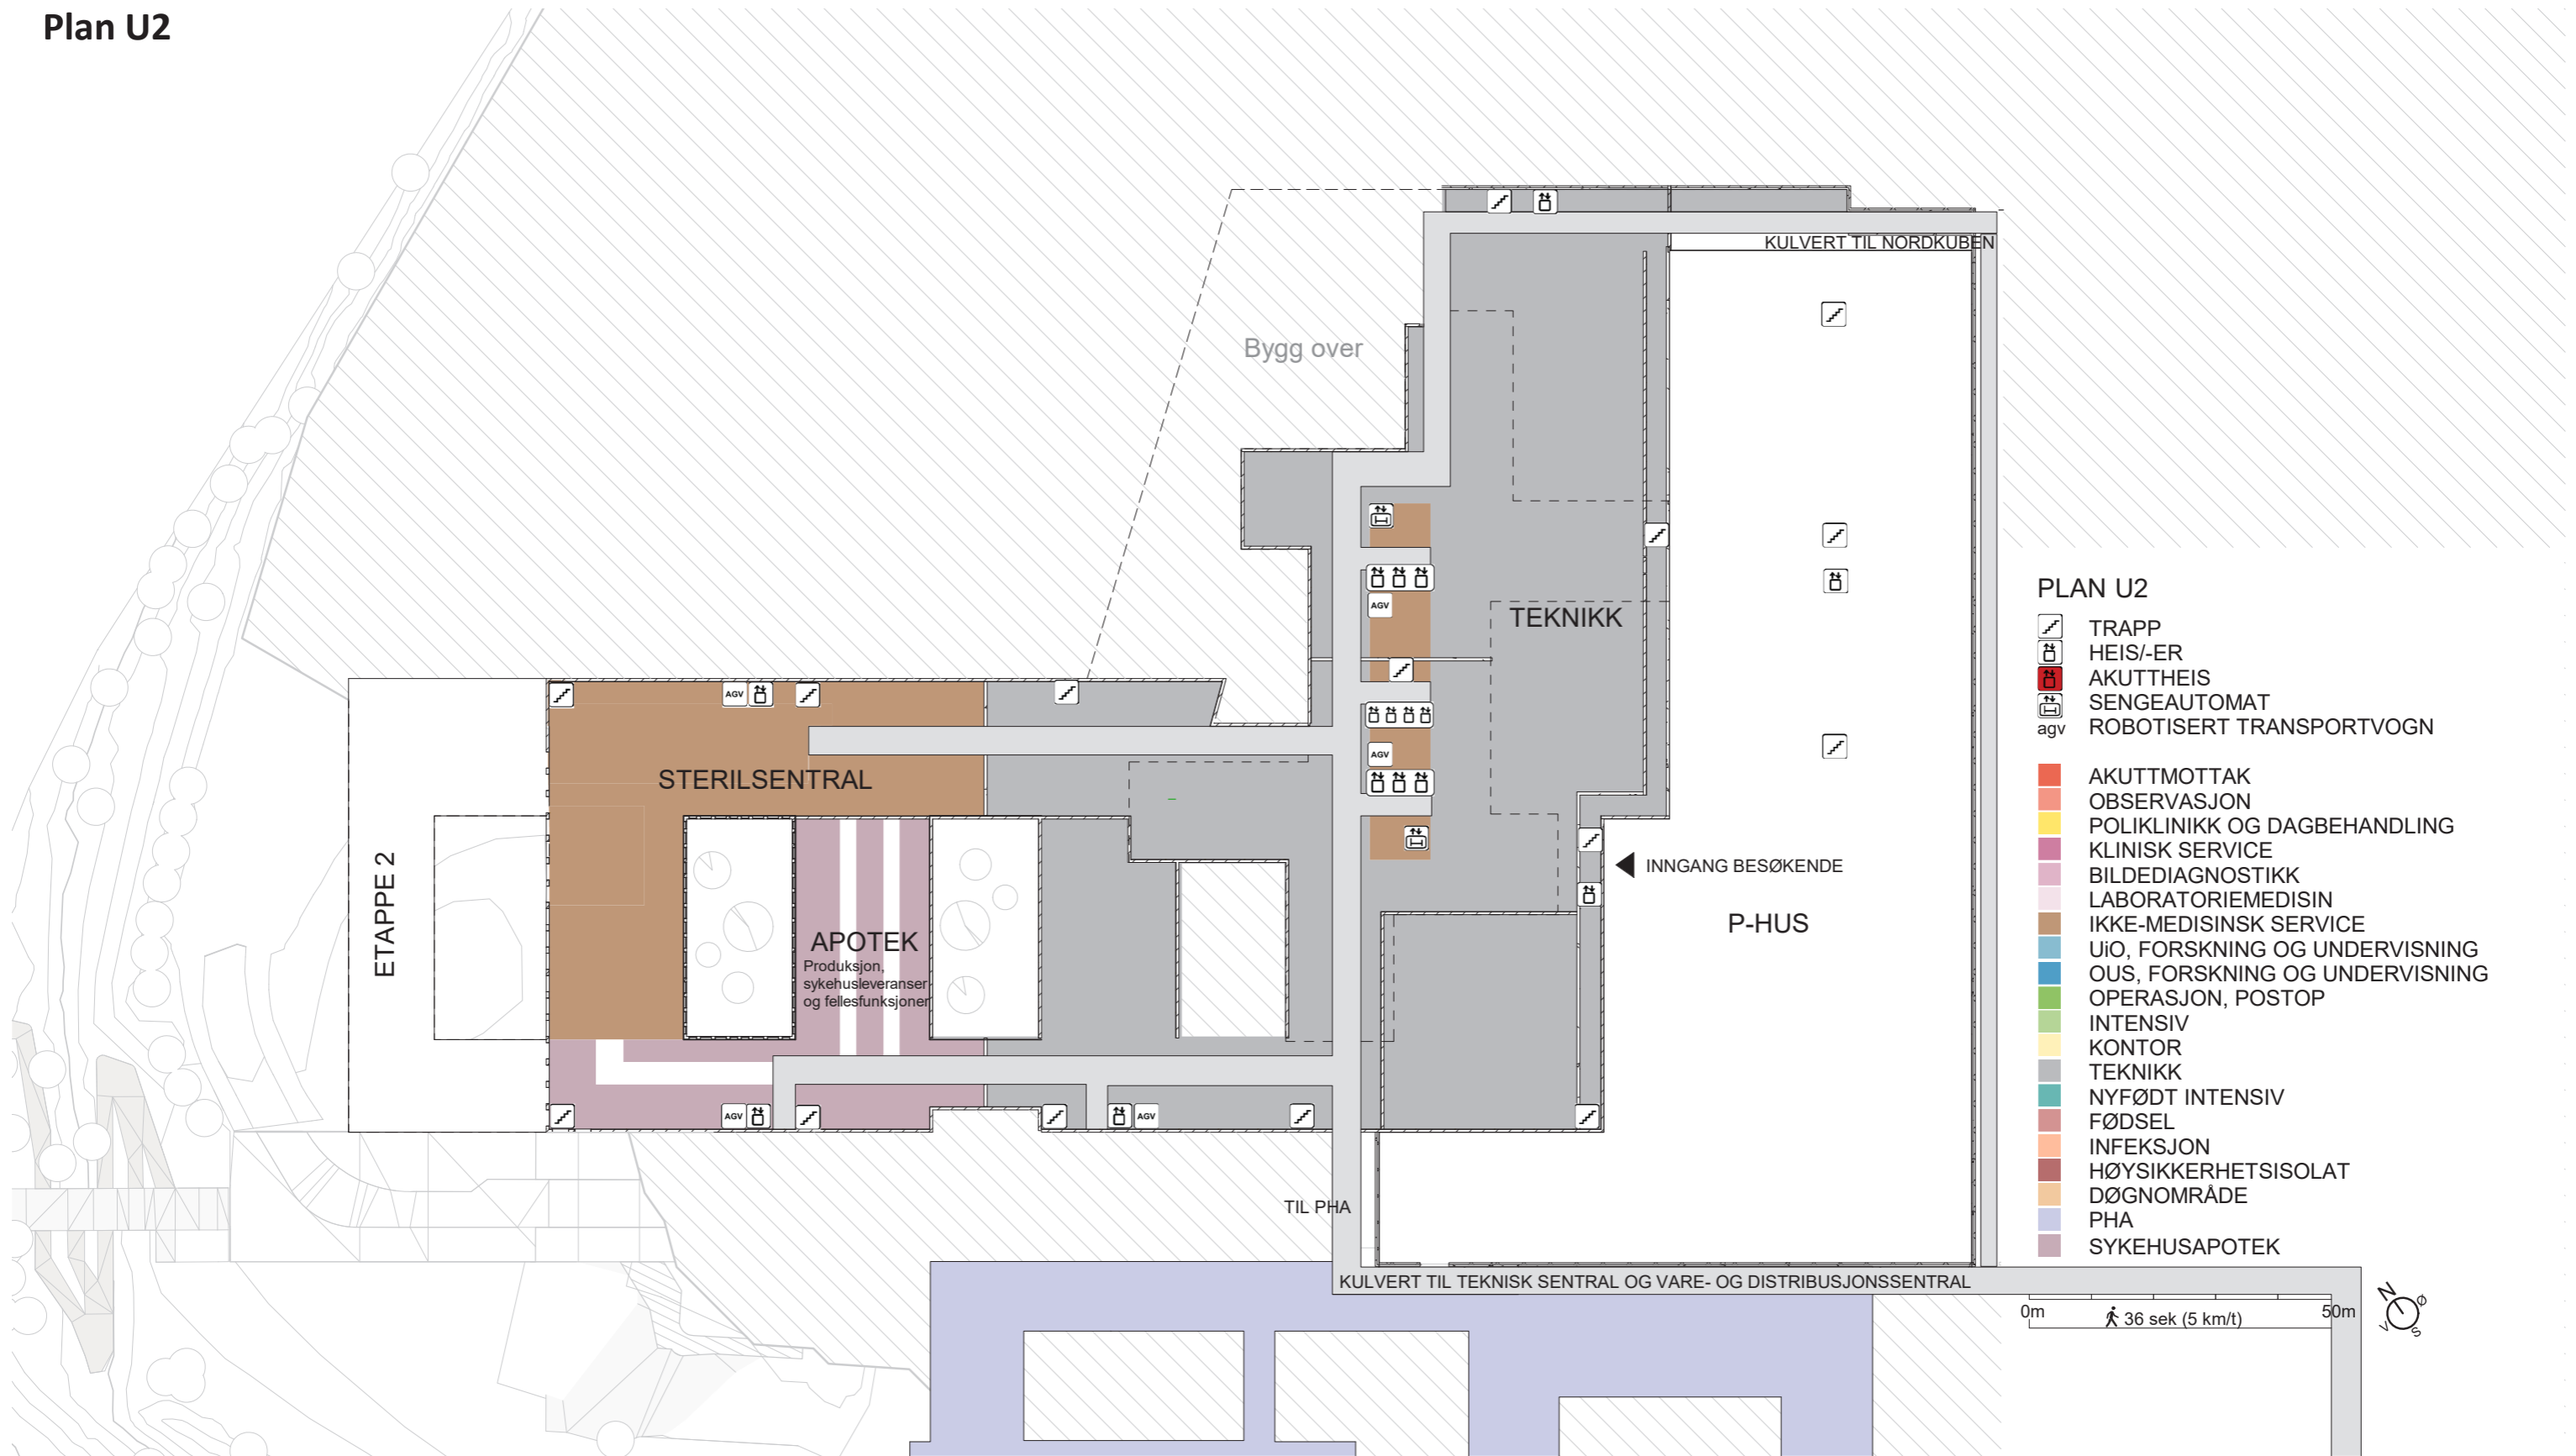 Plan U2
KULVERT TIL NORDKUBEN
Bygg over
TEKNIKK
AGV
AGV
AGV
STERILSENTRAL
ETAPPE 2
INNGANG BESØKENDE
P-HUS
APOTEK
Produksjon,
sykehusleveranser
og fellesfunksjoner
AGV
AGV
TIL PHA
KULVERT TIL TEKNISK SENTRAL OG VARE- OG DISTRIBUSJONSSENTRAL
PLAN U2
TRAPP
HEIS/-ER
AKUTTHEIS
SENGEAUTOMAT
agv ROBOTISERT TRANSPORTVOGN
AKUTTMOTTAK
OBSERVASJON
POLIKLINIKK OG DAGBEHANDLING
KLINISK SERVICE
BILDEDIAGNOSTIKK
LABORATORIEMEDISIN
IKKE-MEDISINSK SERVICE
UiO, FORSKNING OG UNDERVISNING
OUS, FORSKNING OG UNDERVISNING
OPERASJON, POSTOP
INTENSIV
KONTOR
TEKNIKK
NYFØDT INTENSIV
FØDSEL
INFEKSJON
HØYSIKKERHETSISOLAT
DØGNOMRÅDE
PHA
SYKEHUSAPOTEK
0m 50m
36 sek (5 km/t)
N
Ø
V
S